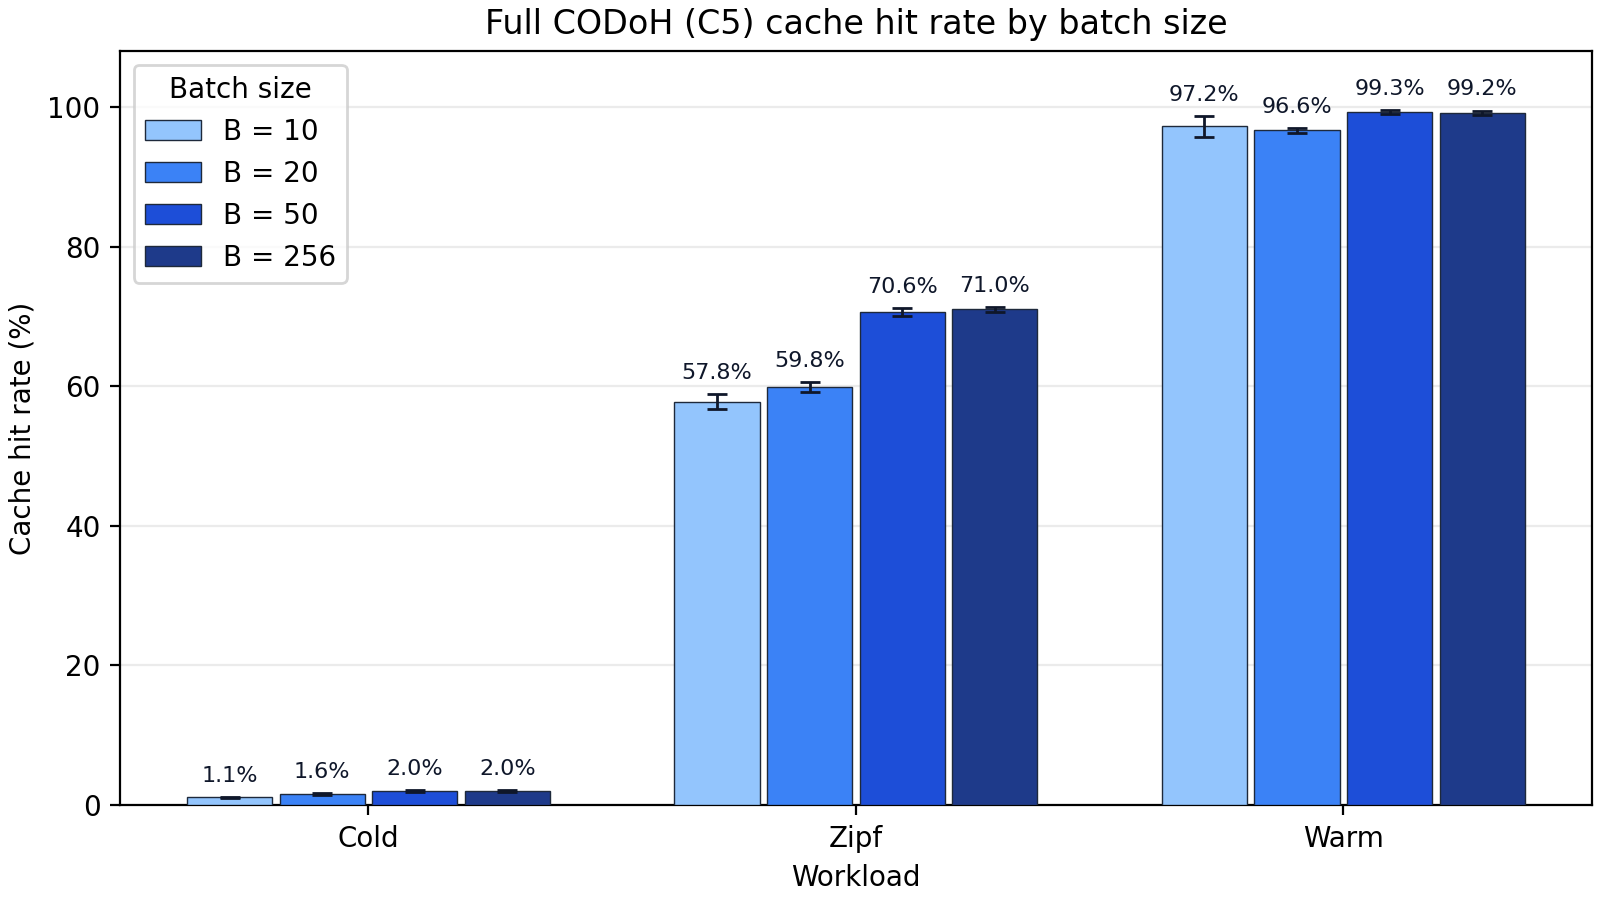 Full CODoH (C5) cache hit rate by batch size
Batch size
B = 10
B = 20
B = 50
B = 256
Cache hit rate (%)
100
80
60
40
20
0
1.1%
1.6%
2.0%
2.0%
57.8%
59.8%
70.6%
71.0%
97.2%
96.6%
99.3%
99.2%
Cold
Zipf
Warm
Workload